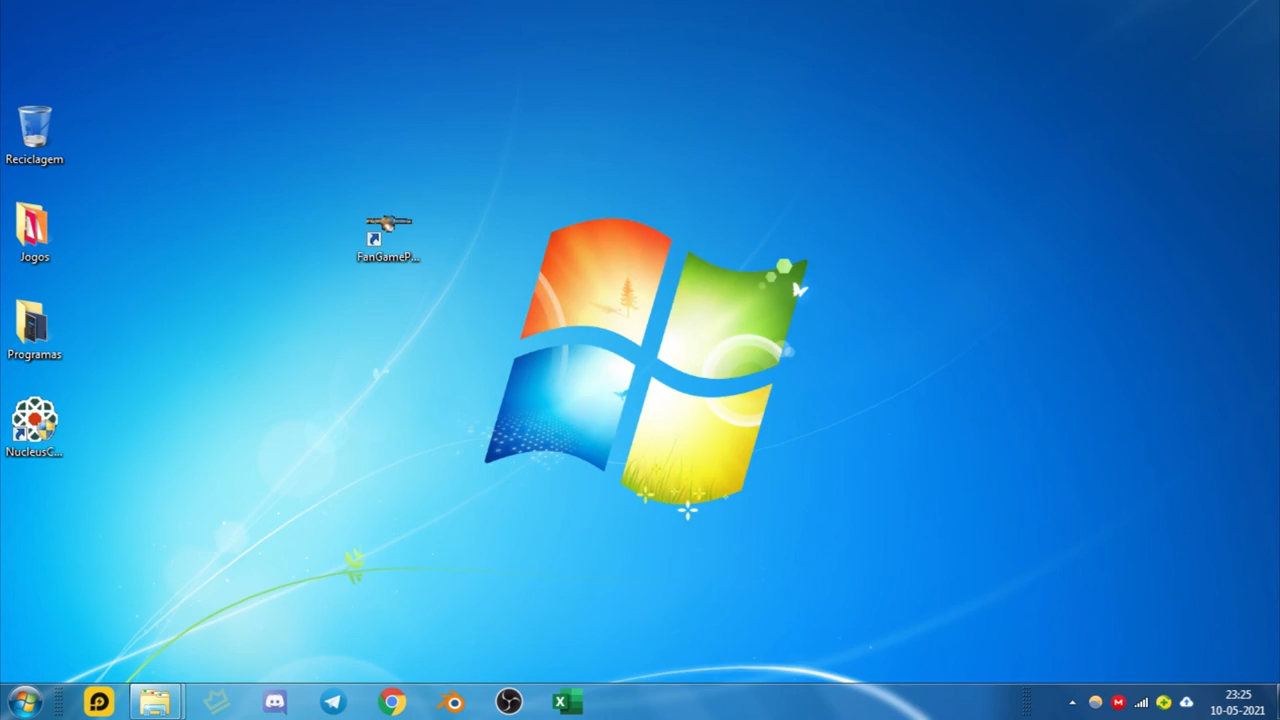 Reciclagem
Jogos
FanGameP...
Programas
NucleusC...
23:25
10-05-2021